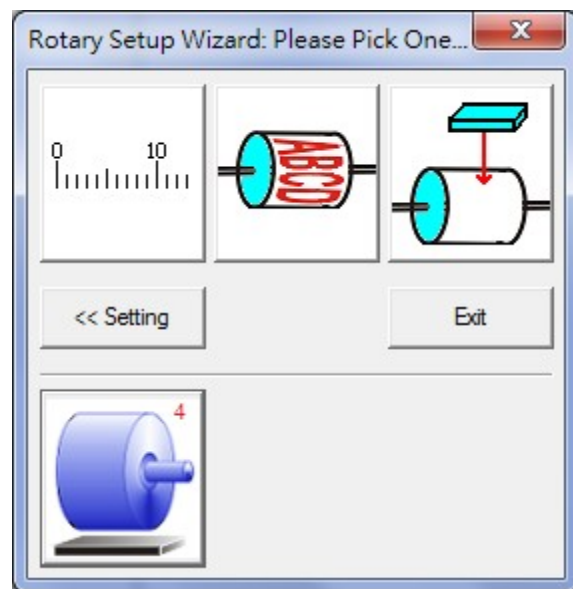 Rotary Setup Wizard: Please Pick One...
0 10
ABCD
<< Setting
Exit
4